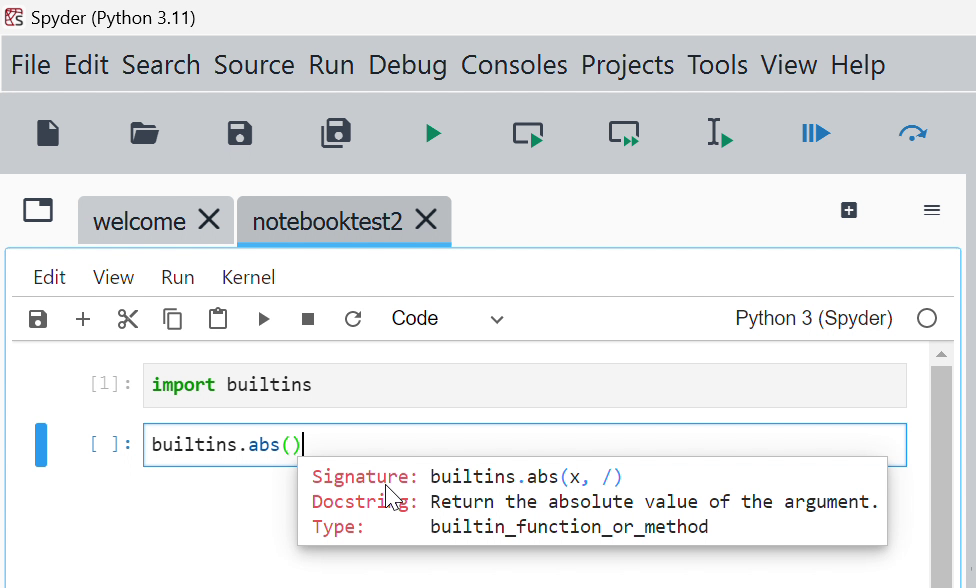 Spyder (Python 3.11)
File Edit Search Source Run Debug Consoles Projects Tools View Help
welcome notebooktest2
Edit View Run Kernel
Code Python 3 (Spyder)
[1]: import builtins
[ ]: builtins.abs()
Signature: builtins.abs(x, /)
Docstring: Return the absolute value of the argument.
Type: builtin_function_or_method